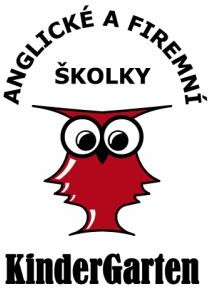 ANGLICKÉ A FIREMNÍ
ŠKOLKY
KinderGarten